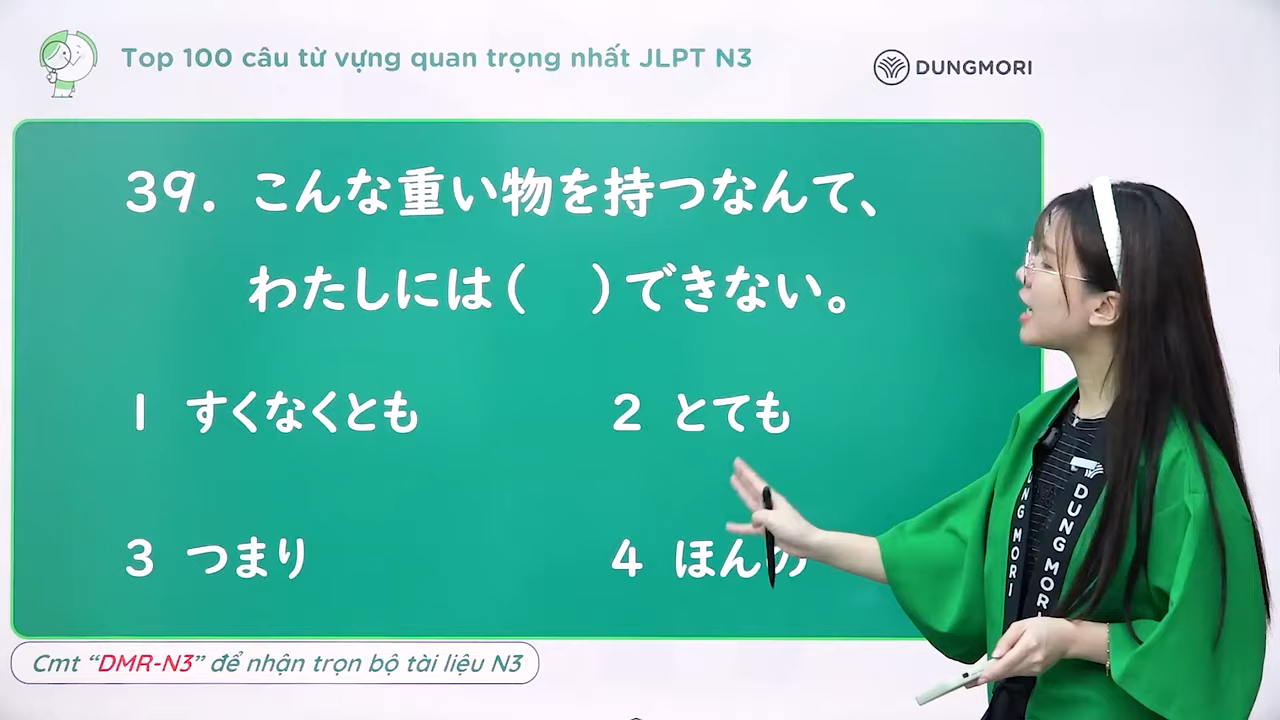 Top 100 câu từ vựng quan trọng nhất JLPT N3
DUNGMORI
39. こんな重い物を持つなんて、
わたしには( )できない。
1 すくなくとも
2 とても
3 つまり
4 ほんの
DUNG MORI
DUNG MORI
Cmt “DMR-N3” để nhận trọn bộ tài liệu N3